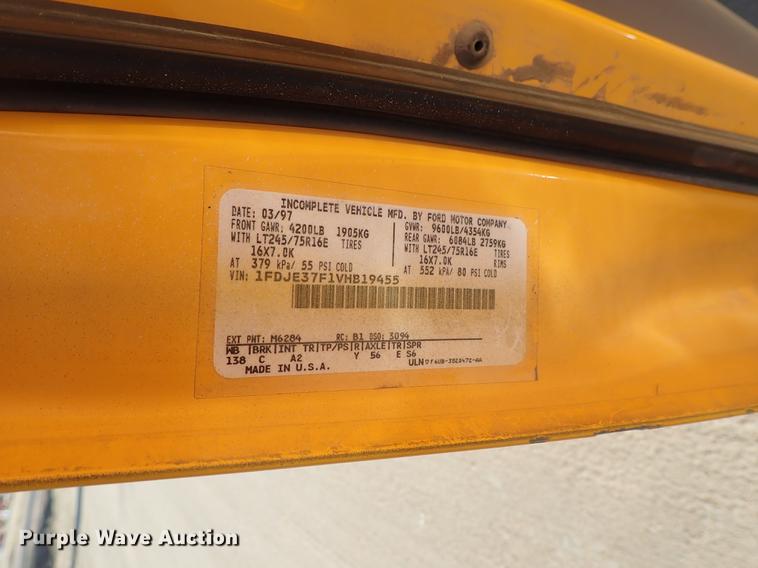 INCOMPLETE VEHICLE MFD. BY FORD MOTOR COMPANY
DATE: 03/97 GVWR: 9600LB/4354KG
FRONT GAWR: 4200LB 1905KG REAR GAWR: 6084LB 2759KG
WITH LT245/75R16E TIRES WITH LT245/75R16E TIRES
16X7.0K 16X7.0K RIMS
AT 379 kPa/ 55 PSI COLD AT 552 kPA/ 80 PSI COLD
VIN: 1FDJE37F1VHB19455
EXT PNT: M6284 RC: B1 DSO: 3094
WB |BRK|INT TR|TP/PS|R|AXLE|TR|SPR
138 C A2 Y 56 E S6
MADE IN U.S.A. ULN
Purple Wave Auction